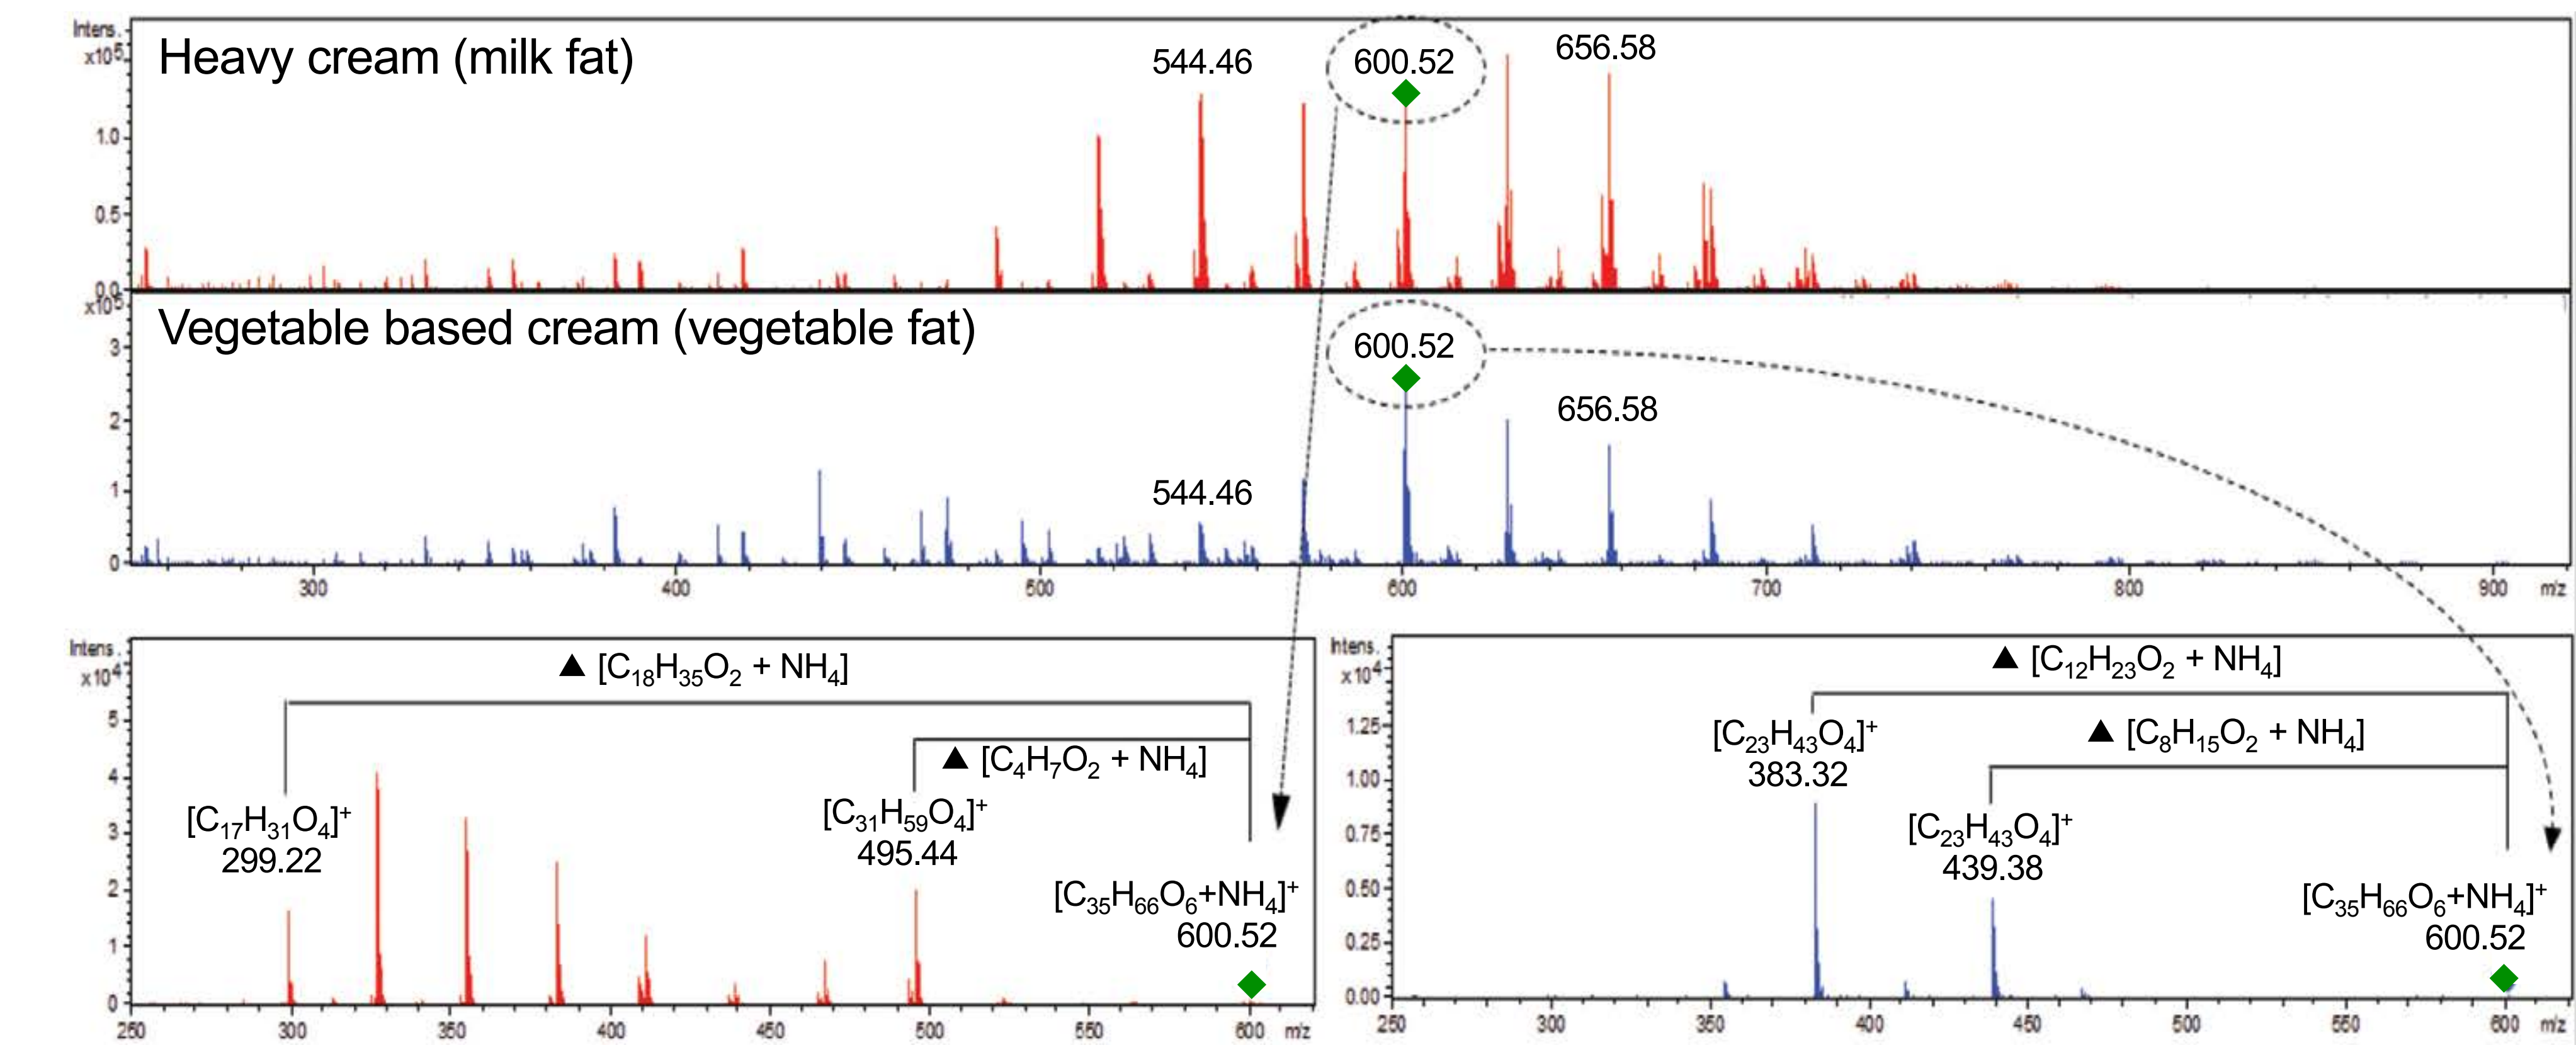 Intens.
x10⁵
Heavy cream (milk fat)
544.46
600.52
656.58
1.0
0.5
0.0
x10⁵
Vegetable based cream (vegetable fat)
600.52
3
656.58
2
544.46
1
0
300 400 500 600 700 800 900 m/z
Intens.
x10⁴
▲ [C₁₈H₃₅O₂ + NH₄]
5
▲ [C₄H₇O₂ + NH₄]
4
[C₁₇H₃₁O₄]⁺
299.22
[C₃₁H₅₉O₄]⁺
495.44
3
[C₃₅H₆₆O₆+NH₄]⁺
600.52
2
1
0
250 300 350 400 450 500 550 600 m/z
Intens.
x10⁴
▲ [C₁₂H₂₃O₂ + NH₄]
▲ [C₈H₁₅O₂ + NH₄]
[C₂₃H₄₃O₄]⁺
383.32
1.25
1.00
[C₂₃H₄₃O₄]⁺
439.38
0.75
[C₃₅H₆₆O₆+NH₄]⁺
600.52
0.50
0.25
0.00
250 300 350 400 450 500 550 600 m/z